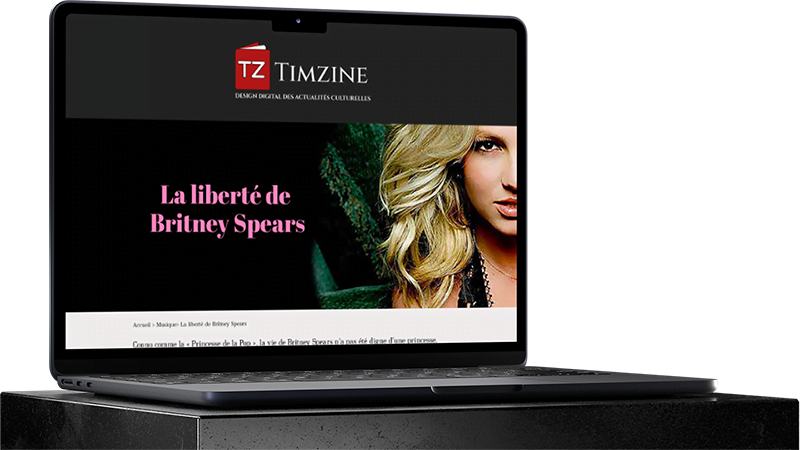 TZ TIMZINE
DESIGN DIGITAL DES ACTUALITÉS CULTURELLES
La liberté de
Britney Spears
Accueil > Musique> La liberté de Britney Spears
Connu comme la « Princesse de la Pop », la vie de Britney Spears n'a pas été digne d'une princesse.